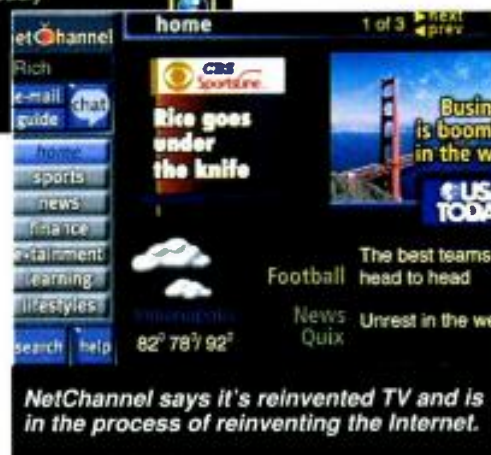 home 1 of 3 next
prev
et hannel
Rich
e-mail
guide
chat
CBS
SportsLine
Rice goes
under
the knife
Busin
is boom
in the w
USA
TODA
home
sports
news
finance
e-tainment
learning
lifestyles
search help
Indianapolis
82° 78°/ 92°
Football The best teams
head to head
News
Quix
Unrest in the we
NetChannel says it's reinvented TV and is
in the process of reinventing the Internet.